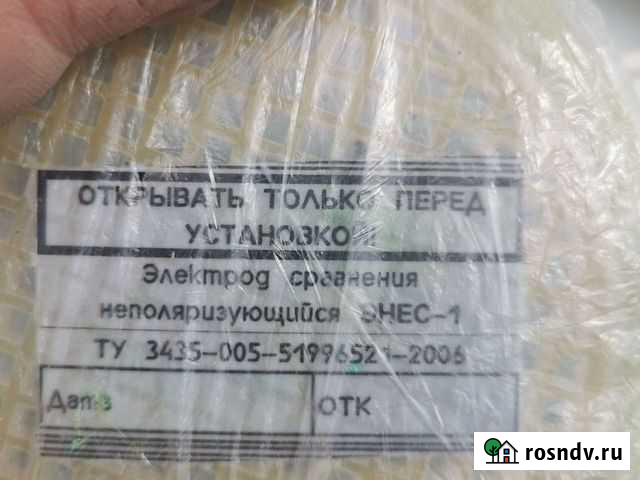 ОТКРЫВАТЬ ТОЛЬКО ПЕРЕД
УСТАНОВКОЙ!
Электрод сравнения
неполяризующийся ЭНЕС-1
ТУ 3435-005-51996521-2006
Дата ОТК
rosndv.ru